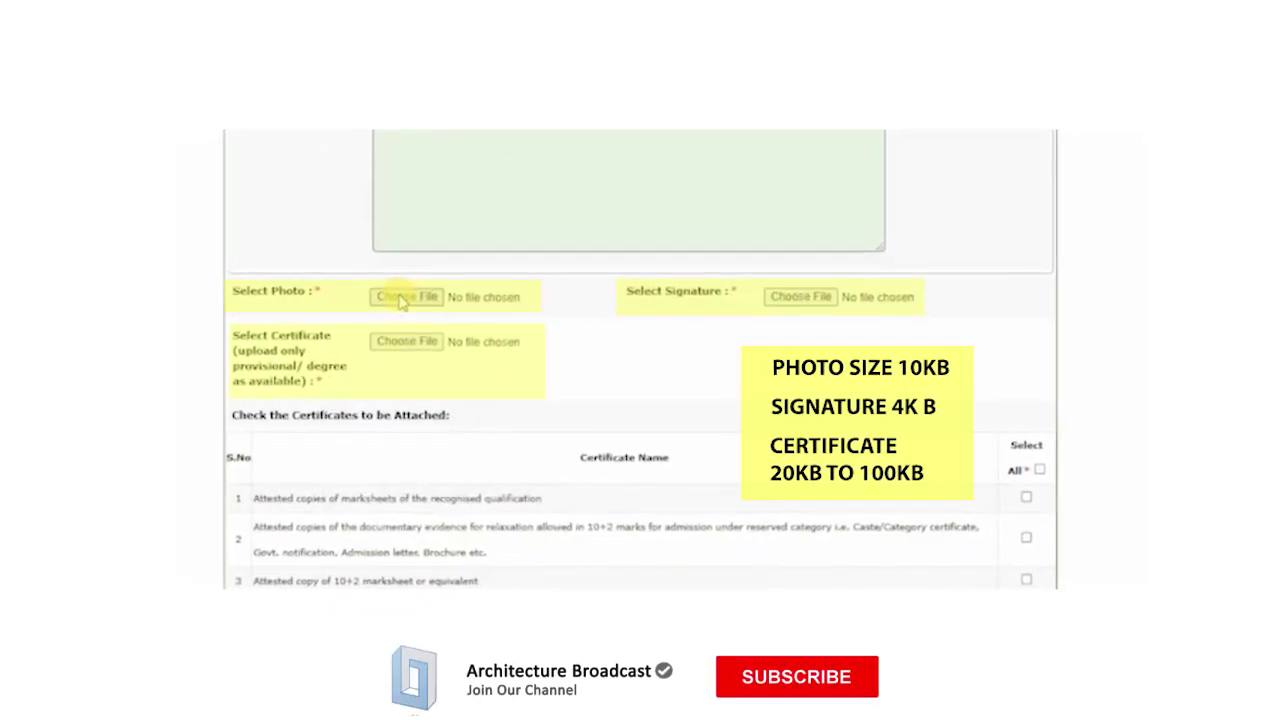 Select Photo : * Choose File No file chosen
Select Signature : * Choose File No file chosen
Select Certificate
(upload only
provisional/ degree
as available) : *
Choose File No file chosen
PHOTO SIZE 10KB
SIGNATURE 4K B
CERTIFICATE
20KB TO 100KB
Check the Certificates to be Attached:
S.No Certificate Name Select
All *
1 Attested copies of marksheets of the recognised qualification
2 Attested copies of the documentary evidence for relaxation allowed in 10+2 marks for admission under reserved category i.e. Caste/Category certificate,
Govt. notification, Admission letter, Brochure etc.
3 Attested copy of 10+2 marksheet or equivalent
Architecture Broadcast
Join Our Channel
SUBSCRIBE